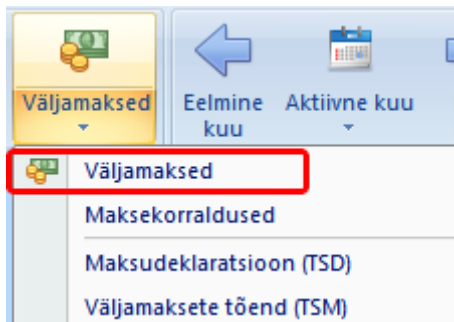 Väljamaksed
Eelmine kuu
Aktiivne kuu
Väljamaksed
Maksekorraldused
Maksudeklaratsioon (TSD)
Väljamaksete tõend (TSM)